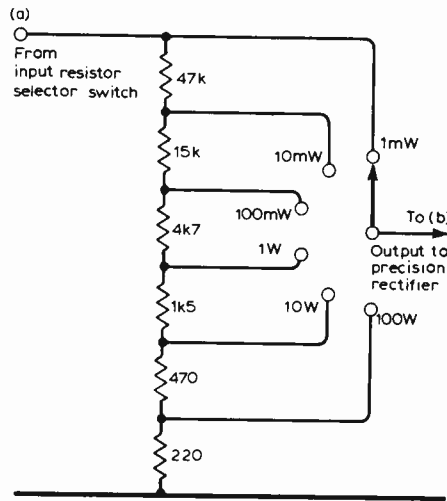 (a)
From
input resistor
selector switch
47k
15k
10mW
1mW
100mW
4k7
To (b)
1W
Output to
precision
rectifier
1k5
10W
100W
470
220